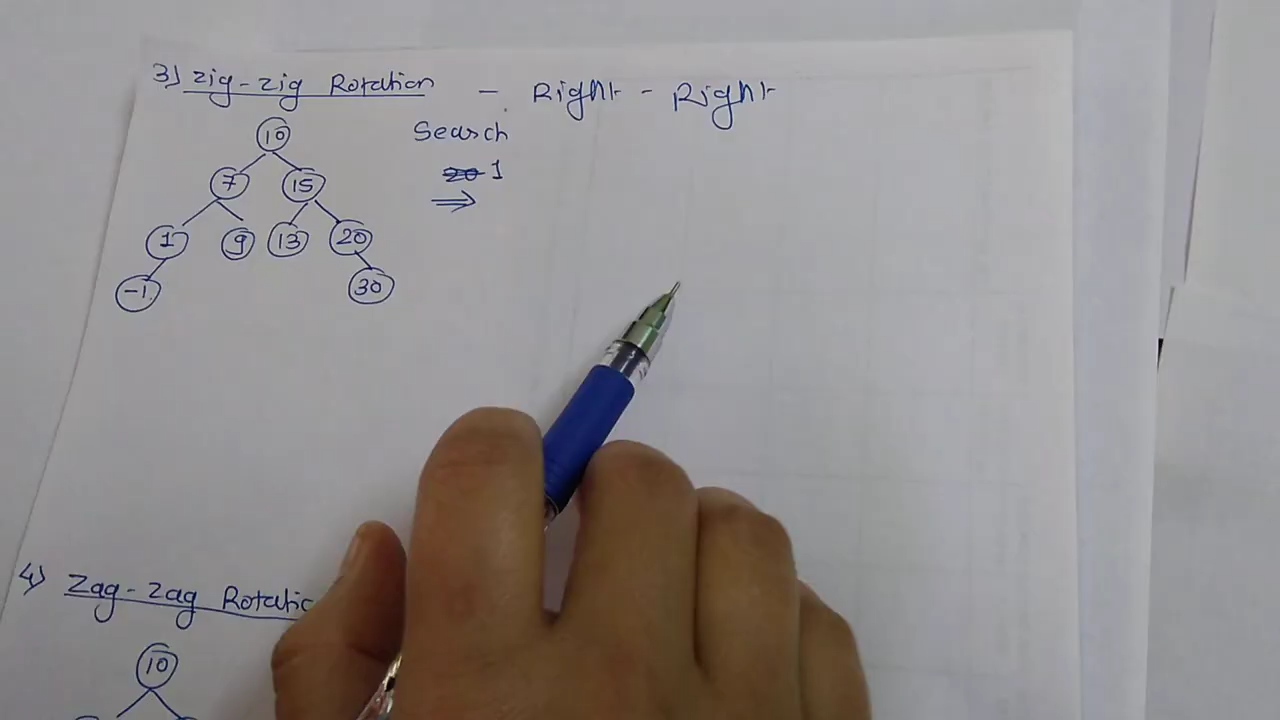 3) Zig-Zig Rotation - Right - Right
Search
20 1
⇒
10
7 15
1 9 13 20
-1 30
4) Zag-Zag
10